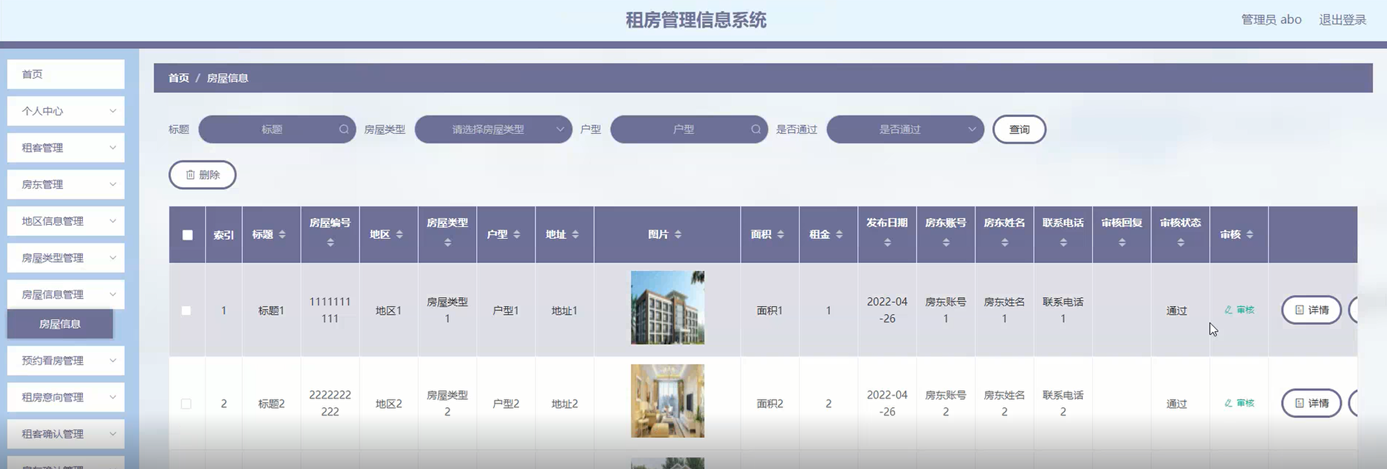 租房管理信息系统
管理员 abo 退出登录
首页
个人中心
租客管理
房东管理
地区信息管理
房屋类型管理
房屋信息管理
房屋信息
预约看房管理
租房意向管理
租客确认管理
首页 / 房屋信息
标题 标题 房屋类型 请选择房屋类型 户型 户型 是否通过 是否通过 查询
删除
索引 标题 房屋编号 地区 房屋类型 户型 地址 图片 面积 租金 发布日期 房东账号 房东姓名 联系电话 审核回复 审核状态 审核
1 标题1 1111111 地区1 房屋类型 户型1 地址1 面积1 1 2022-04 房东账号 房东姓名 联系电话 通过 审核 详情
111 1 -26 1 1 1
2 标题2 2222222 地区2 房屋类型 户型2 地址2 面积2 2 2022-04 房东账号 房东姓名 联系电话 通过 审核 详情
222 2 -26 2 2 2